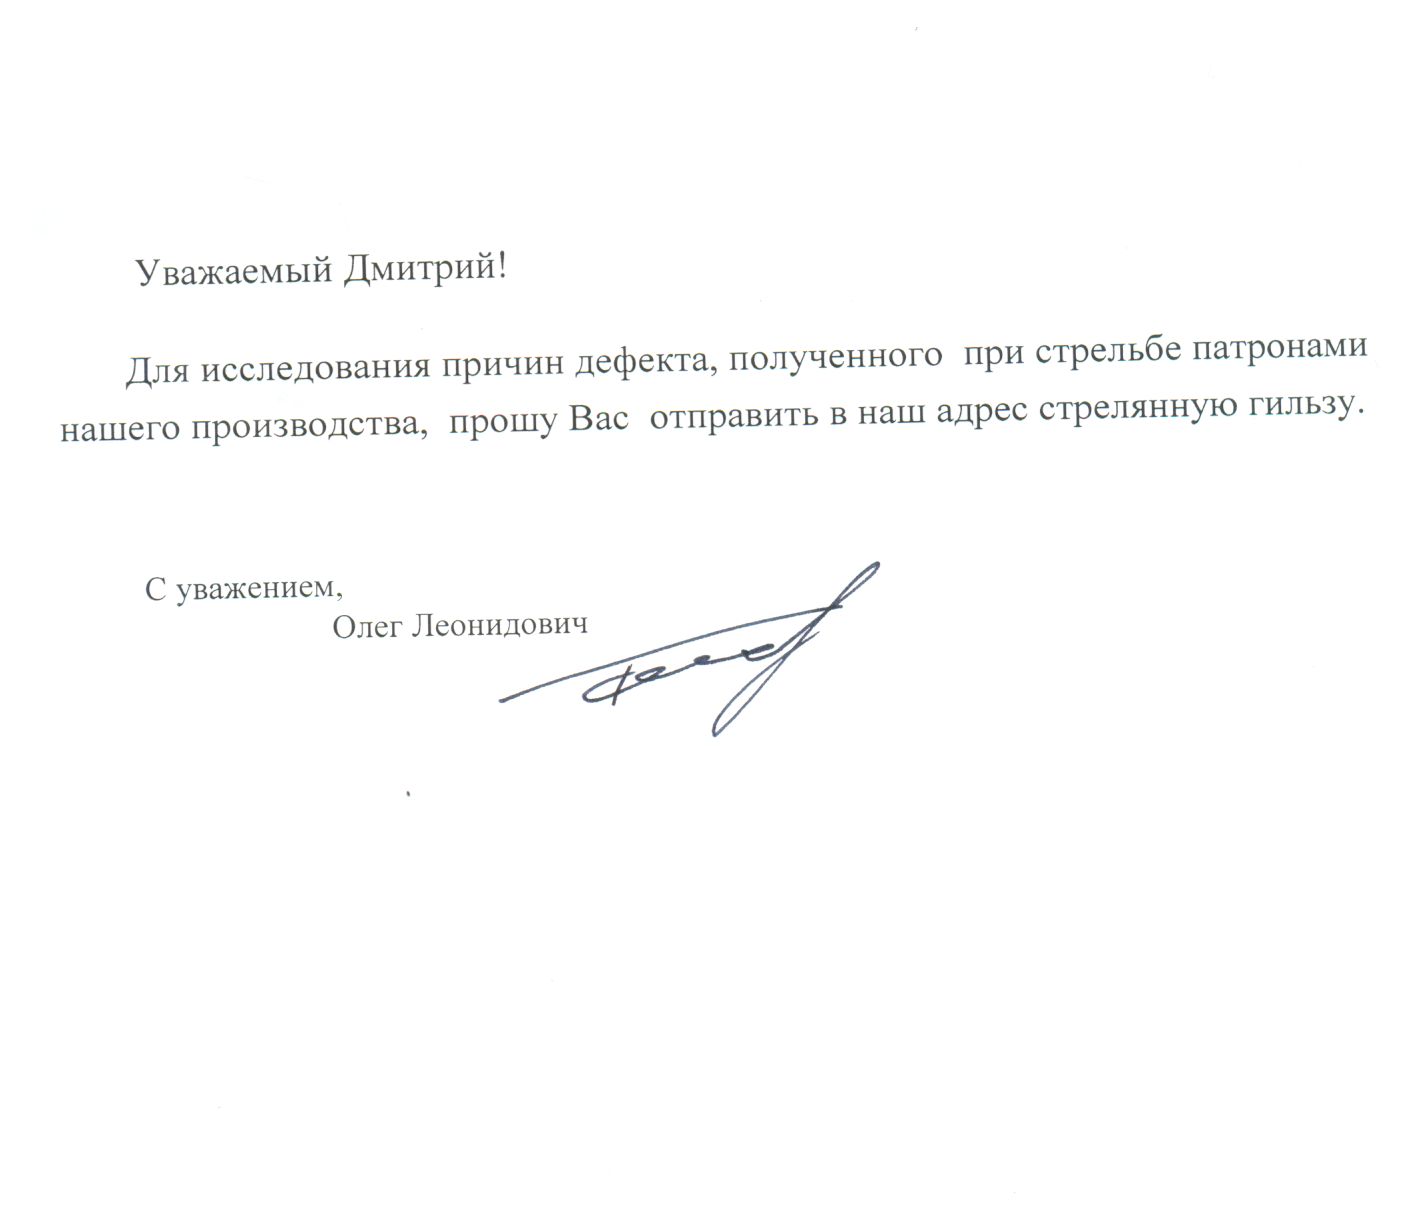 Уважаемый Дмитрий!
Для исследования причин дефекта, полученного при стрельбе патронами
нашего производства, прошу Вас отправить в наш адрес стрелянную гильзу.
С уважением,
Олег Леонидович